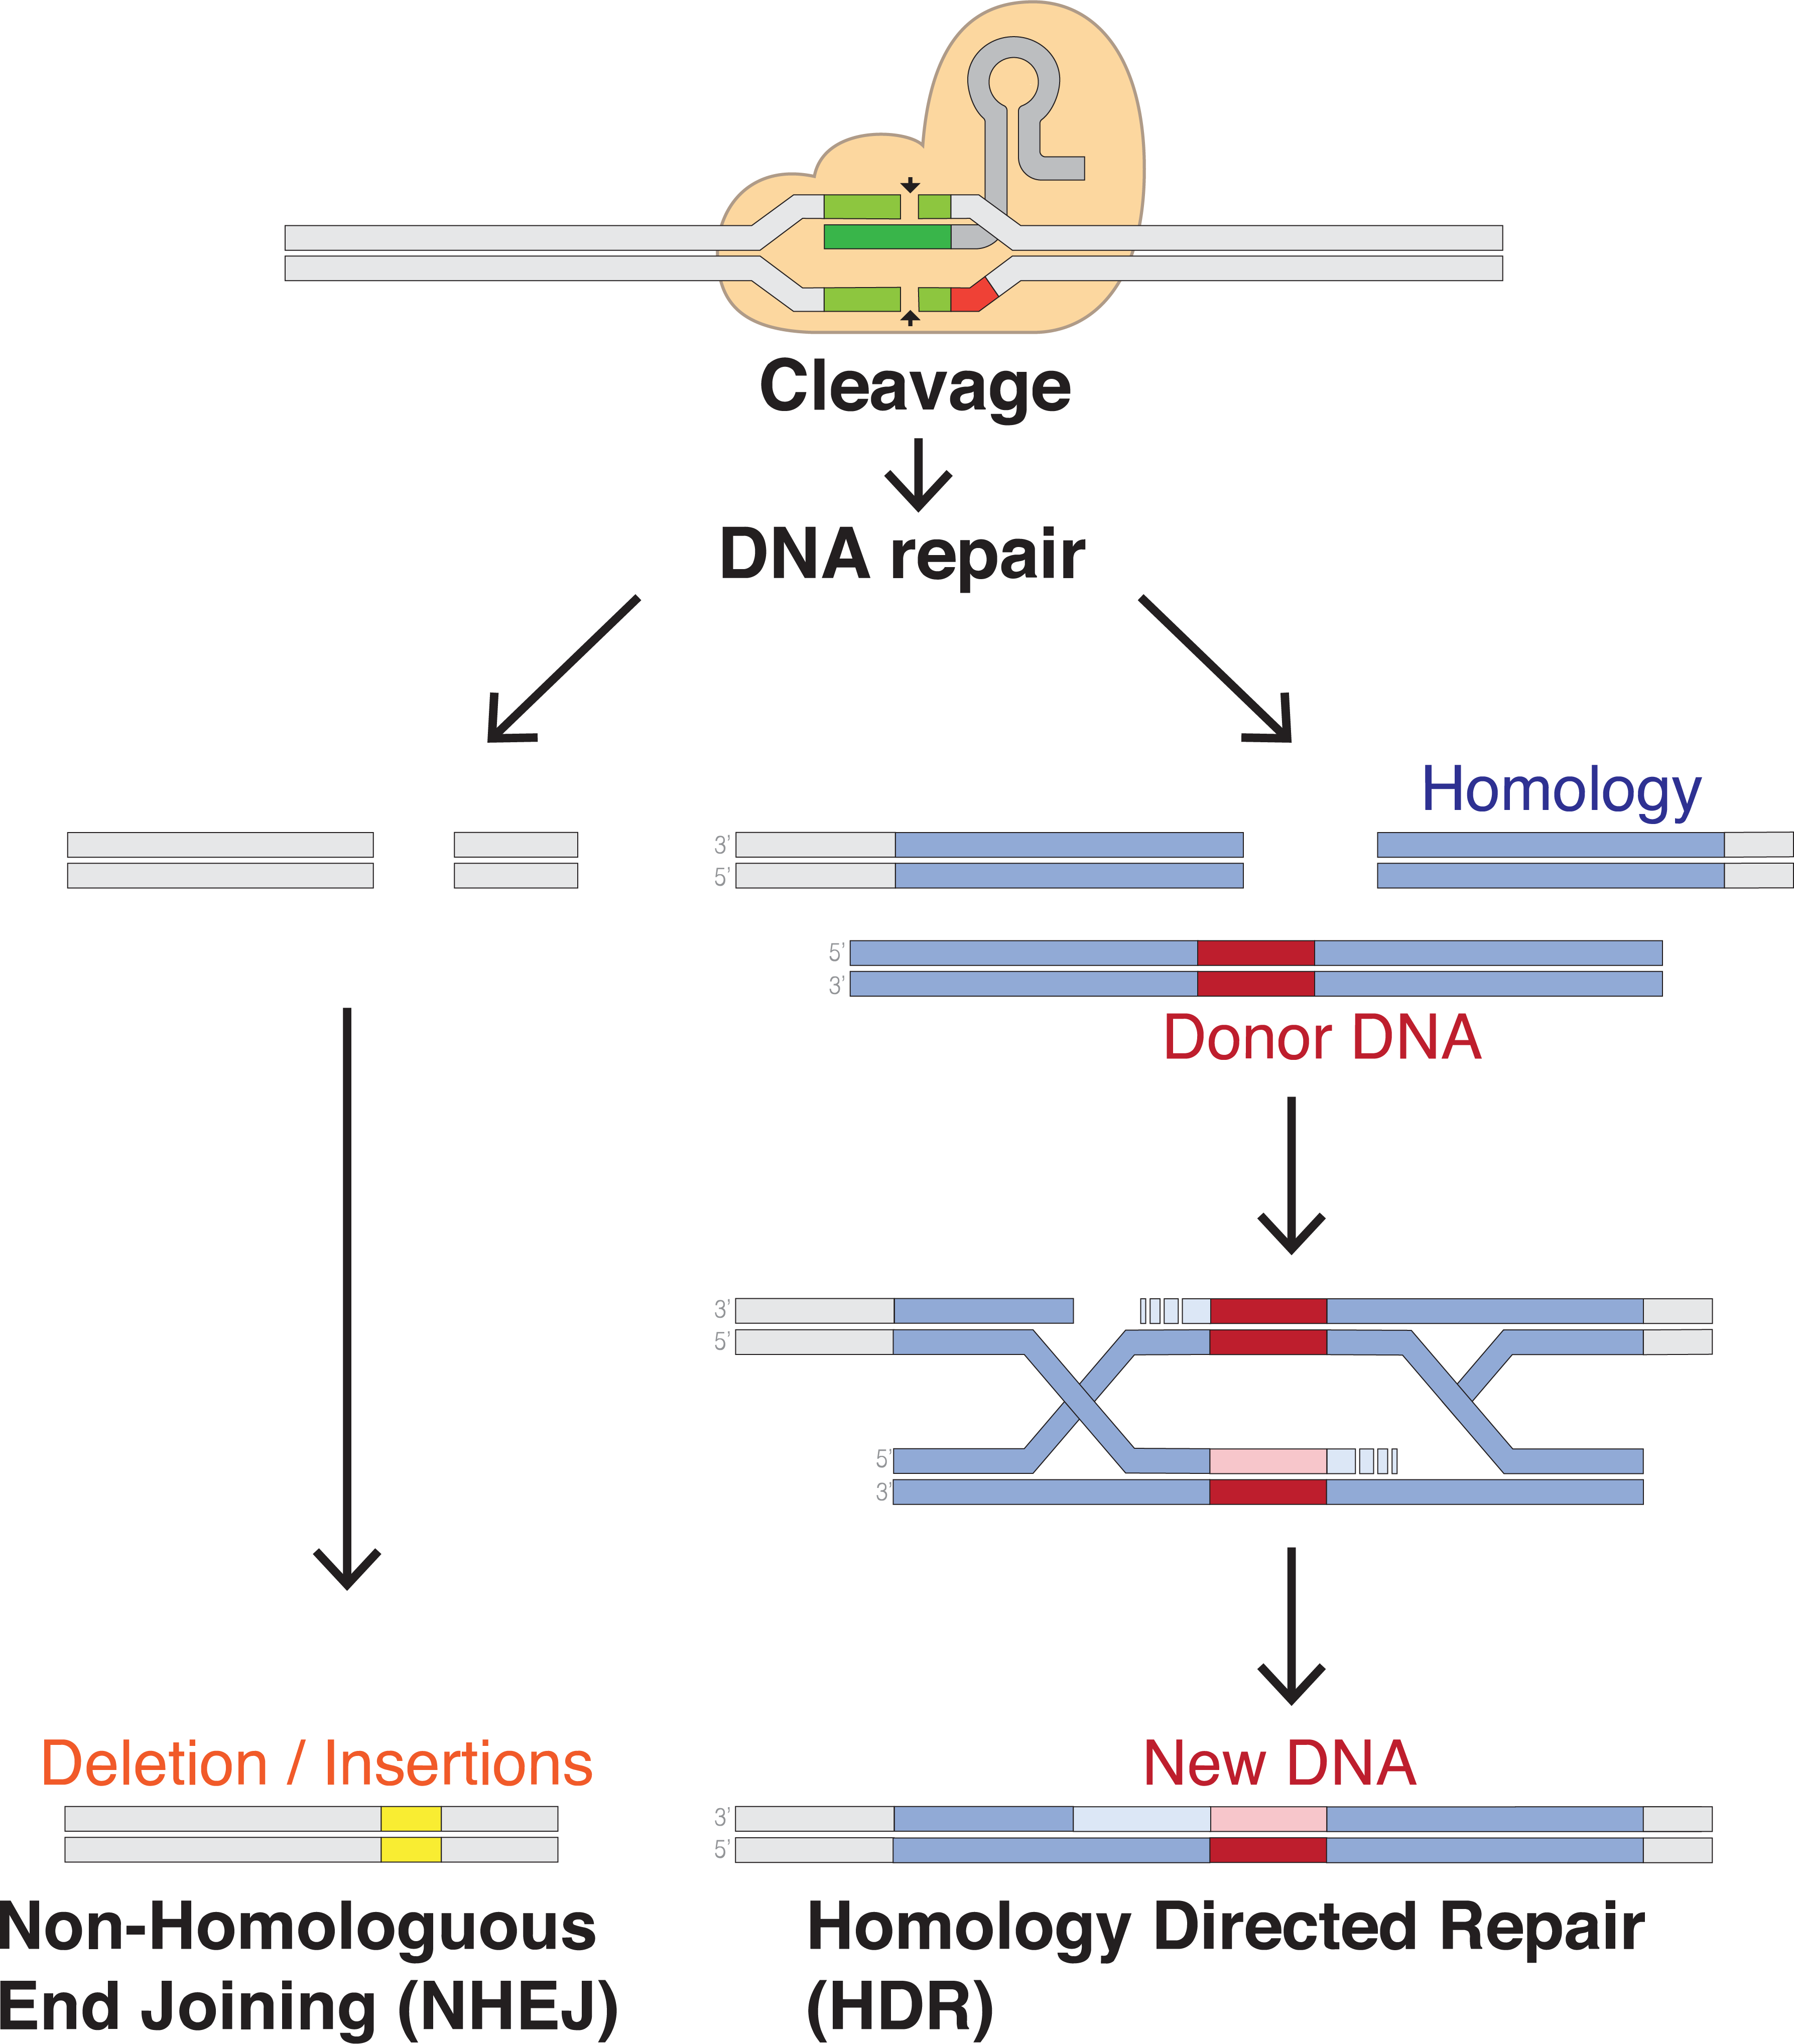 Cleavage
DNA repair
Homology
3’
5’
5’
3’
Donor DNA
3’
5’
5’
3’
Deletion / Insertions
New DNA
3’
5’
Non-Homologuous
End Joining (NHEJ)
Homology Directed Repair
(HDR)